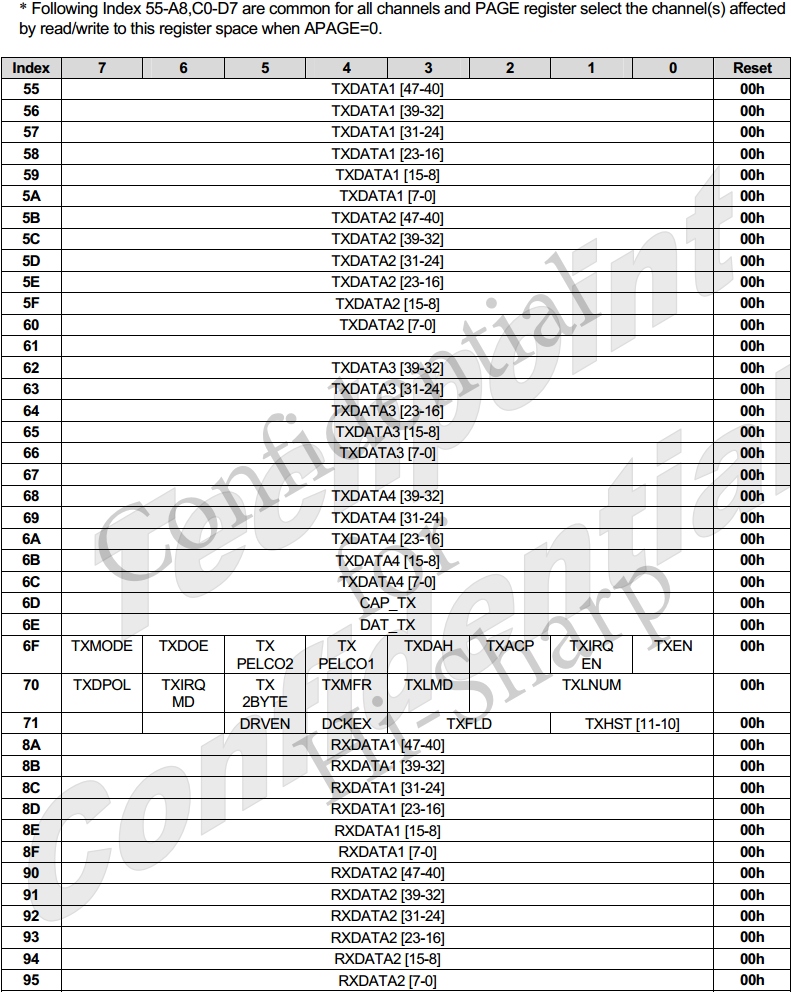 * Following Index 55-A8,C0-D7 are common for all channels and PAGE register select the channel(s) affected
by read/write to this register space when APAGE=0.
Index 7 6 5 4 3 2 1 0 Reset
55 TXDATA1 [47-40] 00h
56 TXDATA1 [39-32] 00h
57 TXDATA1 [31-24] 00h
58 TXDATA1 [23-16] 00h
59 TXDATA1 [15-8] 00h
5A TXDATA1 [7-0] 00h
5B TXDATA2 [47-40] 00h
5C TXDATA2 [39-32] 00h
5D TXDATA2 [31-24] 00h
5E TXDATA2 [23-16] 00h
5F TXDATA2 [15-8] 00h
60 TXDATA2 [7-0] 00h
61 00h
62 TXDATA3 [39-32] 00h
63 TXDATA3 [31-24] 00h
64 TXDATA3 [23-16] 00h
65 TXDATA3 [15-8] 00h
66 TXDATA3 [7-0] 00h
67 00h
68 TXDATA4 [39-32] 00h
69 TXDATA4 [31-24] 00h
6A TXDATA4 [23-16] 00h
6B TXDATA4 [15-8] 00h
6C TXDATA4 [7-0] 00h
6D CAP_TX 00h
6E DAT_TX 00h
6F TXMODE TXDOE TX TX TXDAH TXACP TXIRQ TXEN 00h
PELCO2 PELCO1 EN
70 TXDPOL TXIRQ TX TXMFR TXLMD TXLNUM 00h
MD 2BYTE
71 DRVEN DCKEX TXFLD TXHST [11-10] 00h
8A RXDATA1 [47-40] 00h
8B RXDATA1 [39-32] 00h
8C RXDATA1 [31-24] 00h
8D RXDATA1 [23-16] 00h
8E RXDATA1 [15-8] 00h
8F RXDATA1 [7-0] 00h
90 RXDATA2 [47-40] 00h
91 RXDATA2 [39-32] 00h
92 RXDATA2 [31-24] 00h
93 RXDATA2 [23-16] 00h
94 RXDATA2 [15-8] 00h
95 RXDATA2 [7-0] 00h
Techpoint
Confidential
Confidential
for
Hi-Sharp